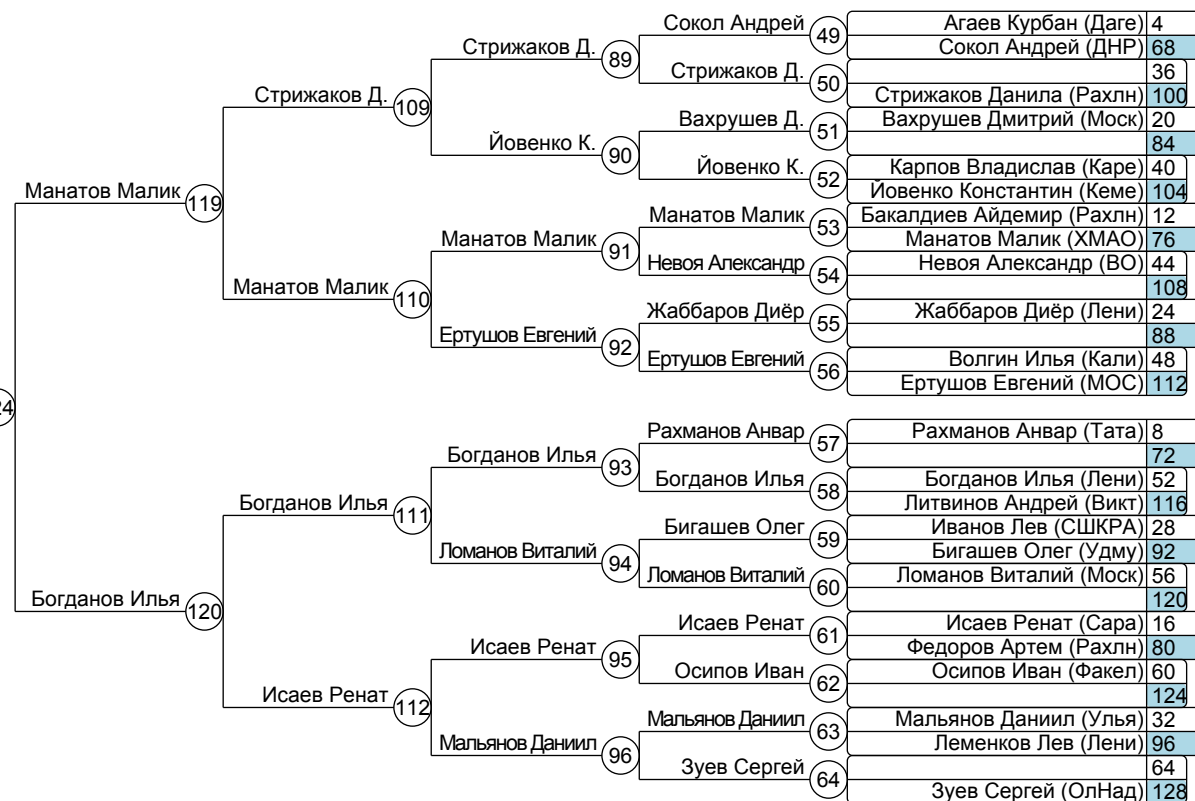 Сокол Андрей 49 Агаев Курбан (Даге) 4
Стрижаков Д. 89 Сокол Андрей (ДНР) 68
Стрижаков Д. 50 36
Стрижаков Д. 109 Стрижаков Данила (Рахлн) 100
Вахрушев Д. 51 Вахрушев Дмитрий (Моск) 20
Йовенко К. 90 84
Йовенко К. 52 Карпов Владислав (Каре) 40
Манатов Малик 119 Йовенко Константин (Кеме) 104
Манатов Малик 53 Бакалдиев Айдемир (Рахлн) 12
Манатов Малик 91 Манатов Малик (ХМАО) 76
Невоя Александр 54 Невоя Александр (ВО) 44
Манатов Малик 110 108
Жаббаров Диёр 55 Жаббаров Диёр (Лени) 24
Ертушов Евгений 92 88
Ертушов Евгений 56 Волгин Илья (Кали) 48
Ертушов Евгений (МОС) 112
24
Рахманов Анвар 57 Рахманов Анвар (Тата) 8
Богданов Илья 93 72
Богданов Илья 58 Богданов Илья (Лени) 52
Богданов Илья 111 Литвинов Андрей (Викт) 116
Бигашев Олег 59 Иванов Лев (СШКРА) 28
Ломанов Виталий 94 Бигашев Олег (Удму) 92
Ломанов Виталий 60 Ломанов Виталий (Моск) 56
Богданов Илья 120 120
Исаев Ренат 61 Исаев Ренат (Сара) 16
Исаев Ренат 95 Федоров Артем (Рахлн) 80
Осипов Иван 62 Осипов Иван (Факел) 60
Исаев Ренат 112 124
Мальянов Даниил 63 Мальянов Даниил (Улья) 32
Мальянов Даниил 96 Леменков Лев (Лени) 96
Зуев Сергей 64 64
Зуев Сергей (ОлНад) 128